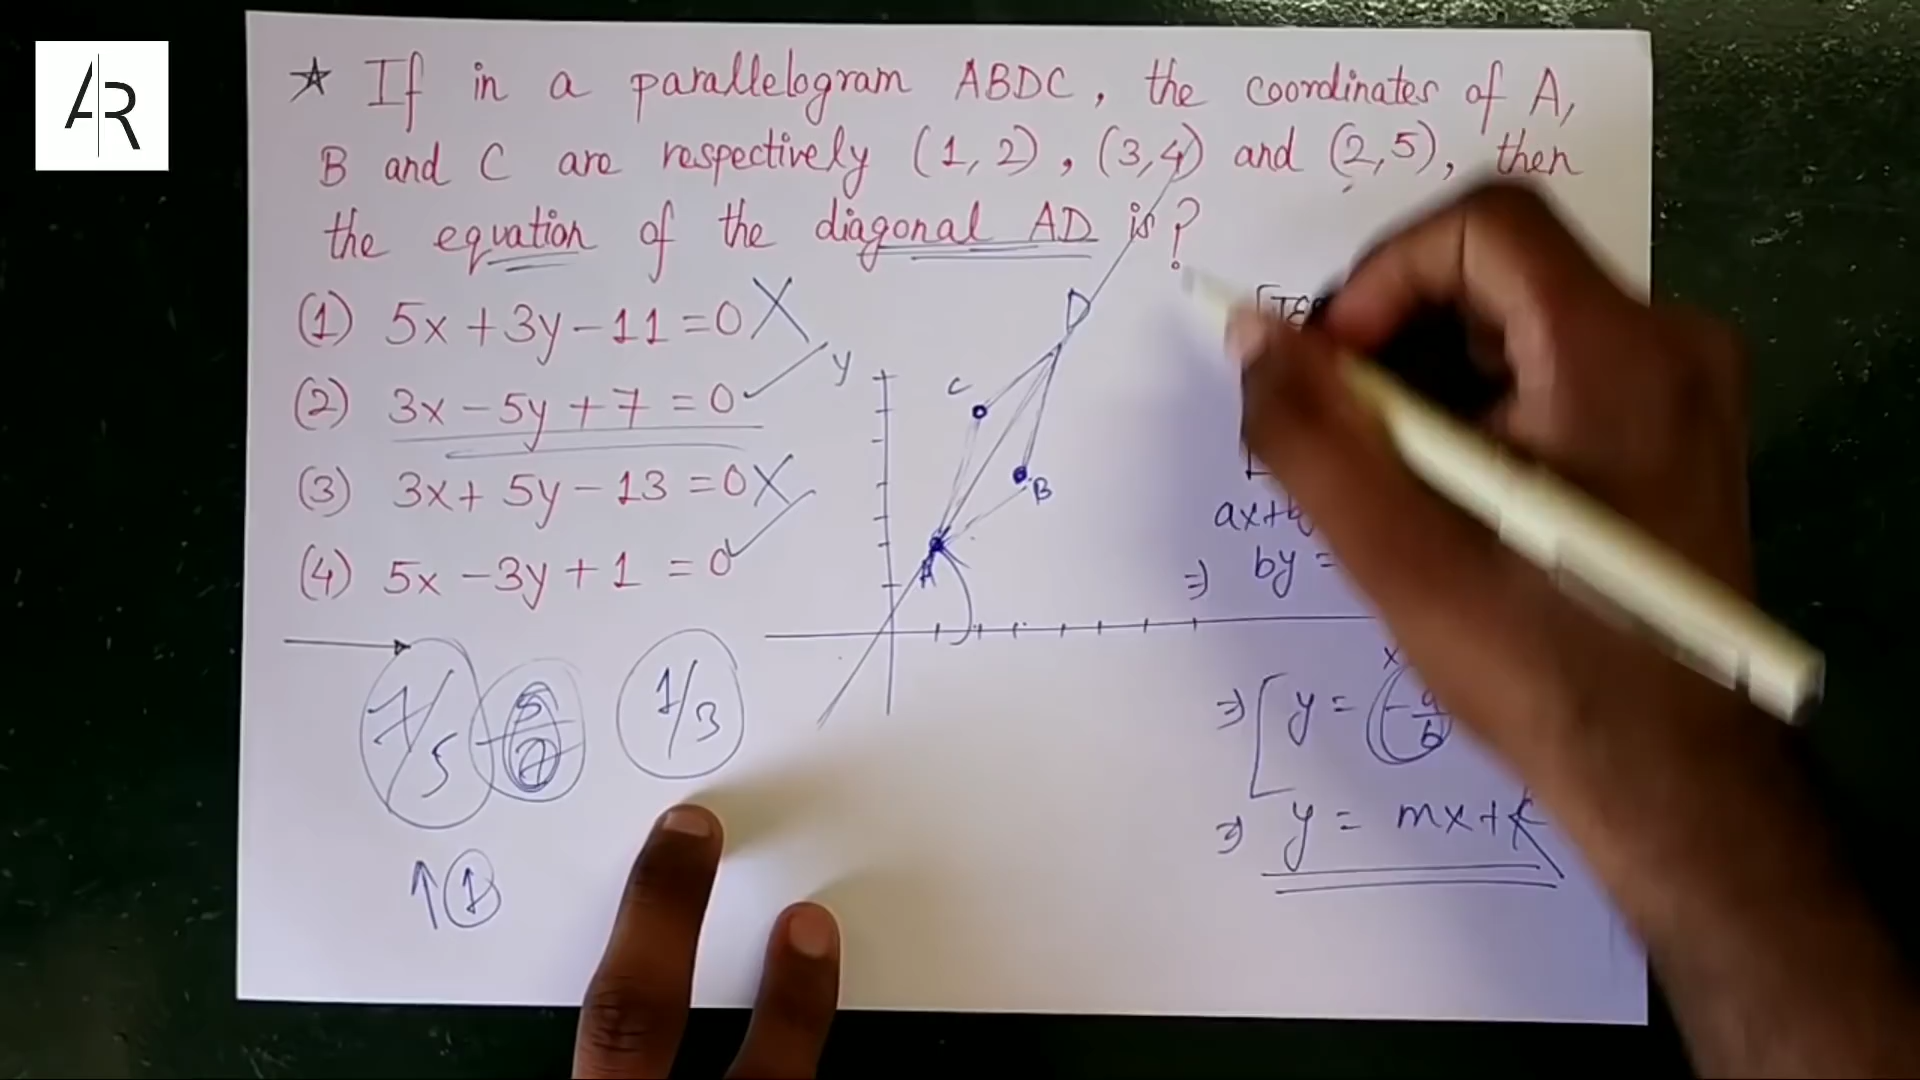 AR
☆ If in a parallelogram ABDC, the coordinates of A,
B and C are respectively (1, 2), (3,4) and (2,5), then
the equation of the diagonal AD is?
(1) 5x + 3y - 11 = 0 X
(2) 3x - 5y + 7 = 0
(3) 3x + 5y - 13 = 0 X
(4) 5x - 3y + 1 = 0
y
D
C
B
A
by =
x
1/3
⇒ y =
⇒ y = mx +
↑ 1